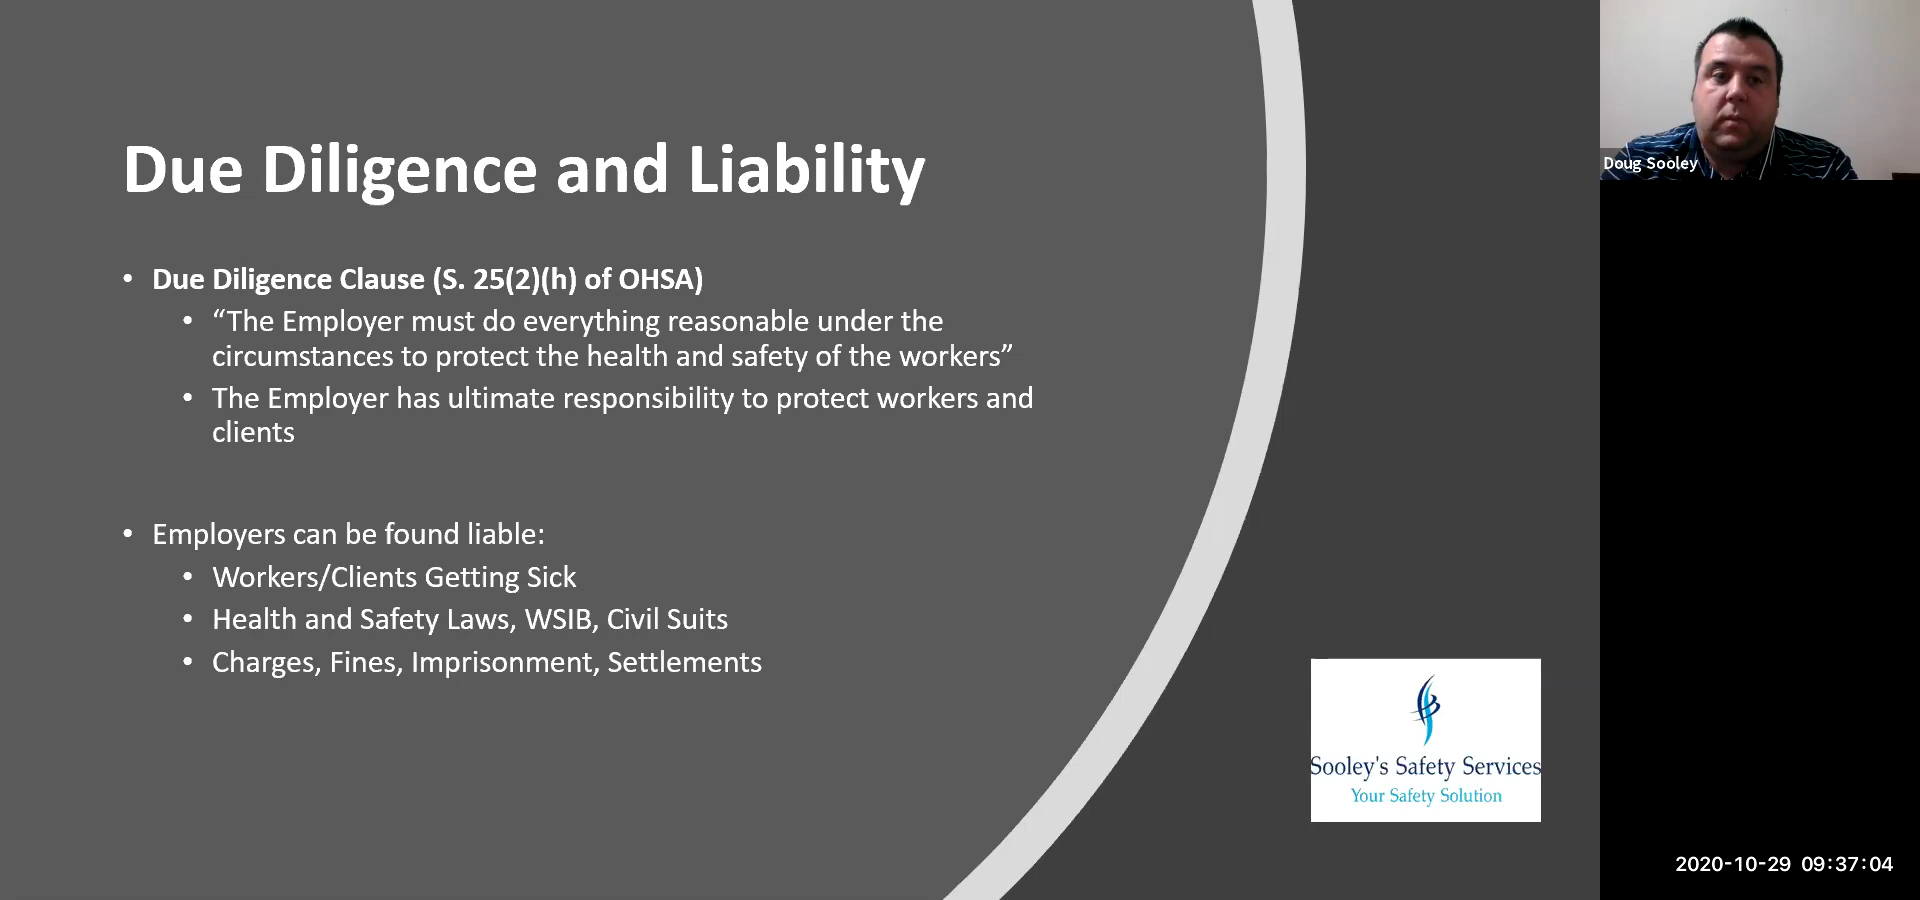 Due Diligence and Liability
• Due Diligence Clause (S. 25(2)(h) of OHSA)
• “The Employer must do everything reasonable under the
circumstances to protect the health and safety of the workers”
• The Employer has ultimate responsibility to protect workers and
clients
• Employers can be found liable:
• Workers/Clients Getting Sick
• Health and Safety Laws, WSIB, Civil Suits
• Charges, Fines, Imprisonment, Settlements
Sooley's Safety Services
Your Safety Solution
Doug Sooley
2020-10-29 09:37:04